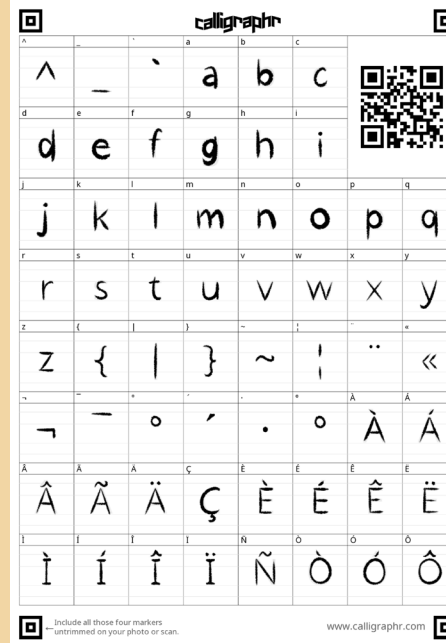 calligraphr
^ _ ` a b c
^ _ ` a b c
d e f g h i
d e f g h i
j k l m n o p q
j k l m n o p q
r s t u v w x y
r s t u v w x y
z { | } ~ ¦ ¨ «
z { | } ~ ¦ ¨ «
¬ ¯ ° ´ · º À Á
¬ ¯ ° ´ · º À Á
Â Ã Ä Ç È É Ê Ë
Â Ã Ä Ç È É Ê Ë
Ì Í Î Ï Ñ Ò Ó Ô
Ì Í Î Ï Ñ Ò Ó Ô
Include all those four markers
untrimmed on your photo or scan.
www.calligraphr.com